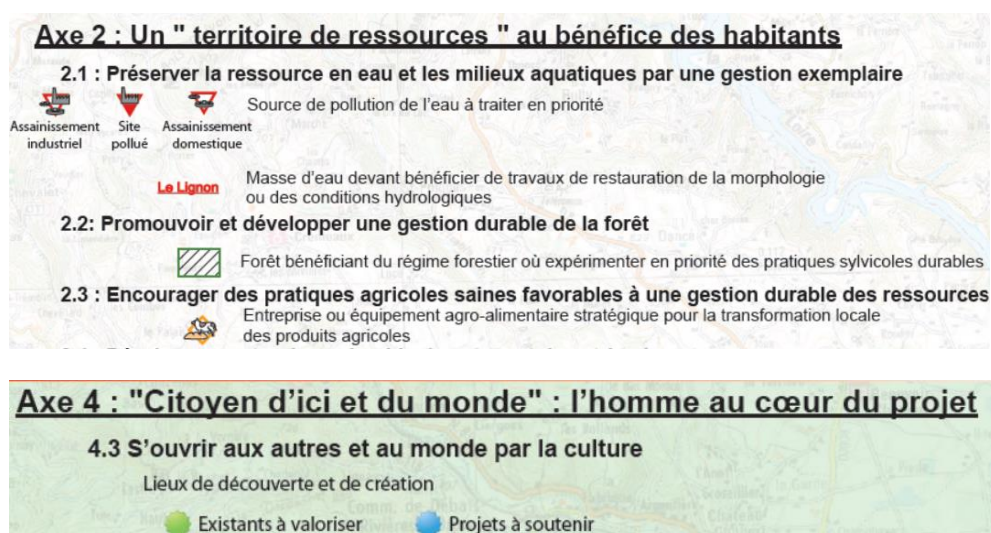 Axe 2 : Un " territoire de ressources " au bénéfice des habitants
2.1 : Préserver la ressource en eau et les milieux aquatiques par une gestion exemplaire
Source de pollution de l'eau à traiter en priorité
Assainissement industriel
Site pollué
Assainissement domestique
Le Lignon
Masse d'eau devant bénéficier de travaux de restauration de la morphologie
ou des conditions hydrologiques
2.2: Promouvoir et développer une gestion durable de la forêt
Forêt bénéficiant du régime forestier où expérimenter en priorité des pratiques sylvicoles durables
2.3 : Encourager des pratiques agricoles saines favorables à une gestion durable des ressources
Entreprise ou équipement agro-alimentaire stratégique pour la transformation locale
des produits agricoles
Axe 4 : "Citoyen d'ici et du monde" : l'homme au cœur du projet
4.3 S'ouvrir aux autres et au monde par la culture
Lieux de découverte et de création
Existants à valoriser
Projets à soutenir